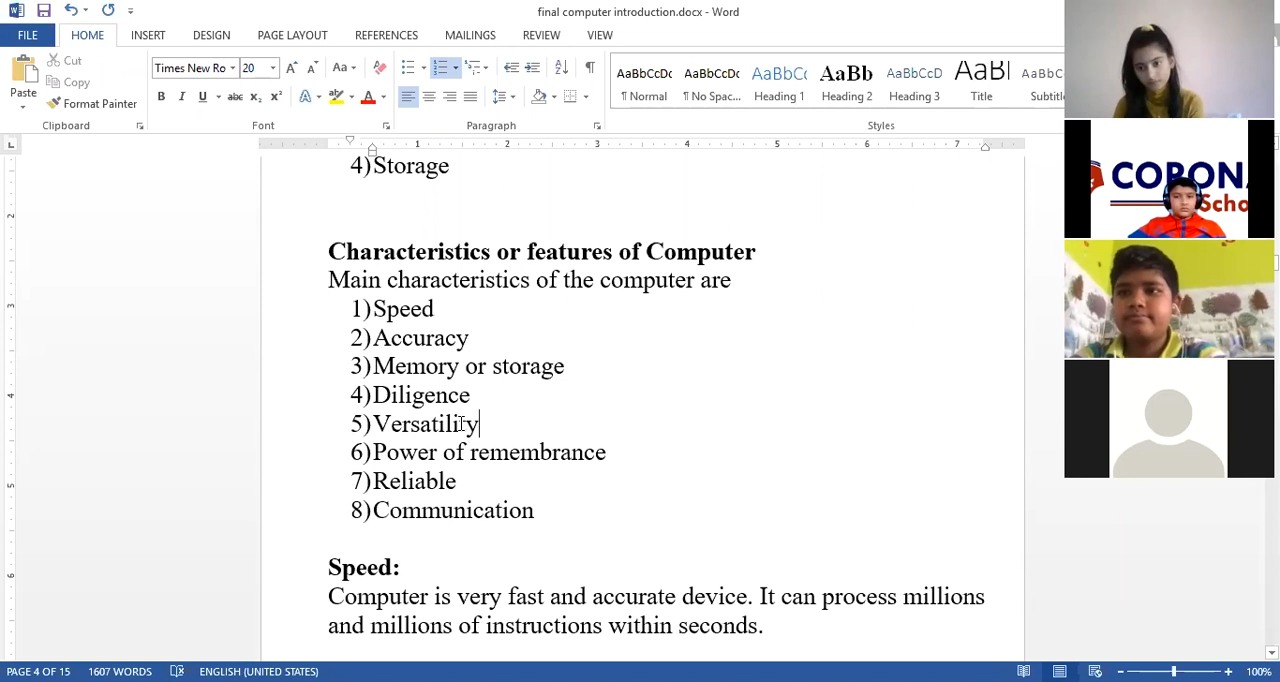 final computer introduction.docx - Word
FILE
HOME
INSERT
DESIGN
PAGE LAYOUT
REFERENCES
MAILINGS
REVIEW
VIEW
Cut
Copy
Format Painter
Paste
Clipboard
Times New Ro
20
Font
Paragraph
AaBbCcDc
AaBbCcDc
AaBbCc
AaBb
AaBbCcD
¶ Normal
¶ No Spac...
Heading 1
Heading 2
Heading 3
Title
Subtitle
Styles
4)Storage
Characteristics or features of Computer
Main characteristics of the computer are
1)Speed
2)Accuracy
3)Memory or storage
4)Diligence
5)Versatility
6)Power of remembrance
7)Reliable
8)Communication
Speed:
Computer is very fast and accurate device. It can process millions
and millions of instructions within seconds.
CORONA
School
PAGE 4 OF 15
1607 WORDS
ENGLISH (UNITED STATES)
100%